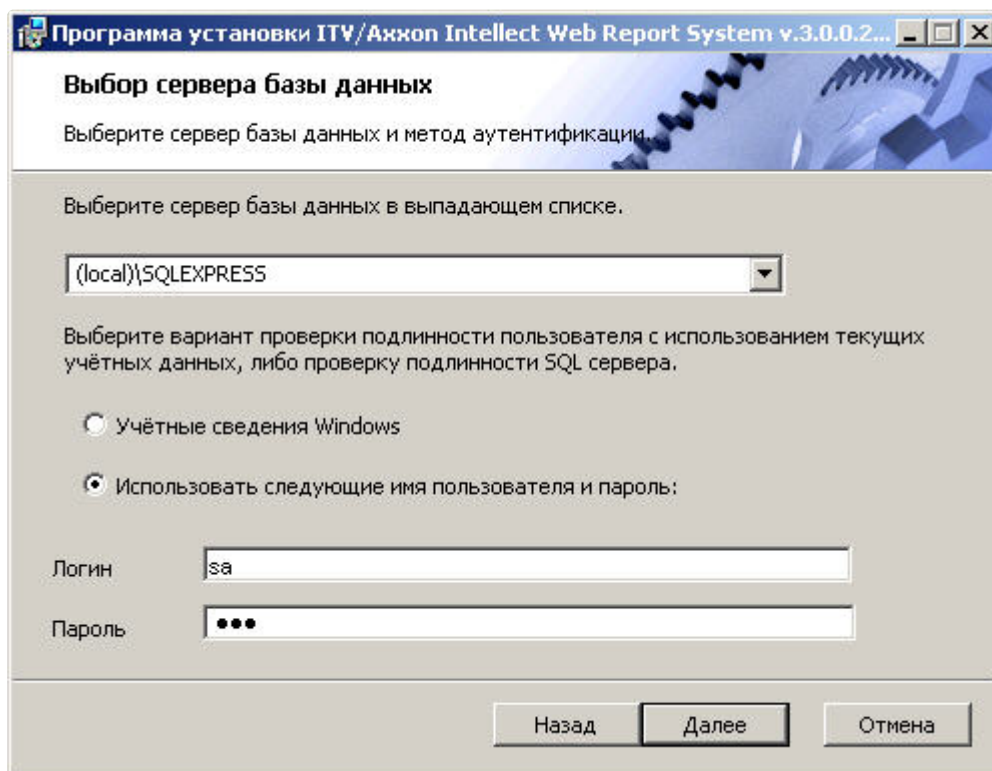 Программа установки ITV/Axxon Intellect Web Report System v.3.0.0.2...
Выбор сервера базы данных
Выберите сервер базы данных и метод аутентификации.
Выберите сервер базы данных в выпадающем списке.
(local)\SQLEXPRESS
Выберите вариант проверки подлинности пользователя с использованием текущих
учётных данных, либо проверку подлинности SQL сервера.
Учётные сведения Windows
Использовать следующие имя пользователя и пароль:
Логин sa
Пароль ●●●
Назад Далее Отмена